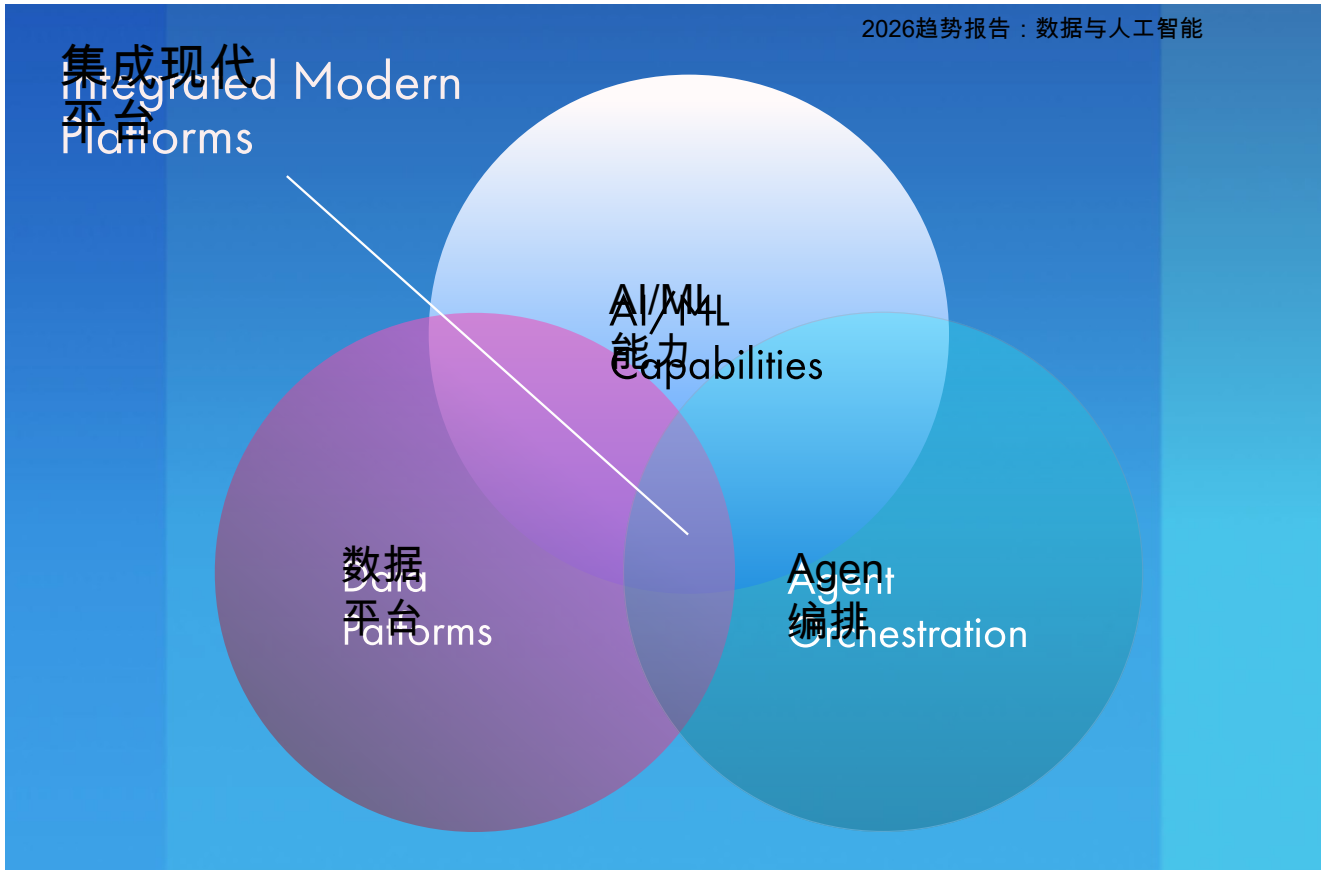 2026趋势报告：数据与人工智能
集成现代
平台
Integrated Modern
Platforms
AI/ML
能力
AI/ML
Capabilities
数据
平台
Data
Patforms
Agen
编排
Agent
Orchestration